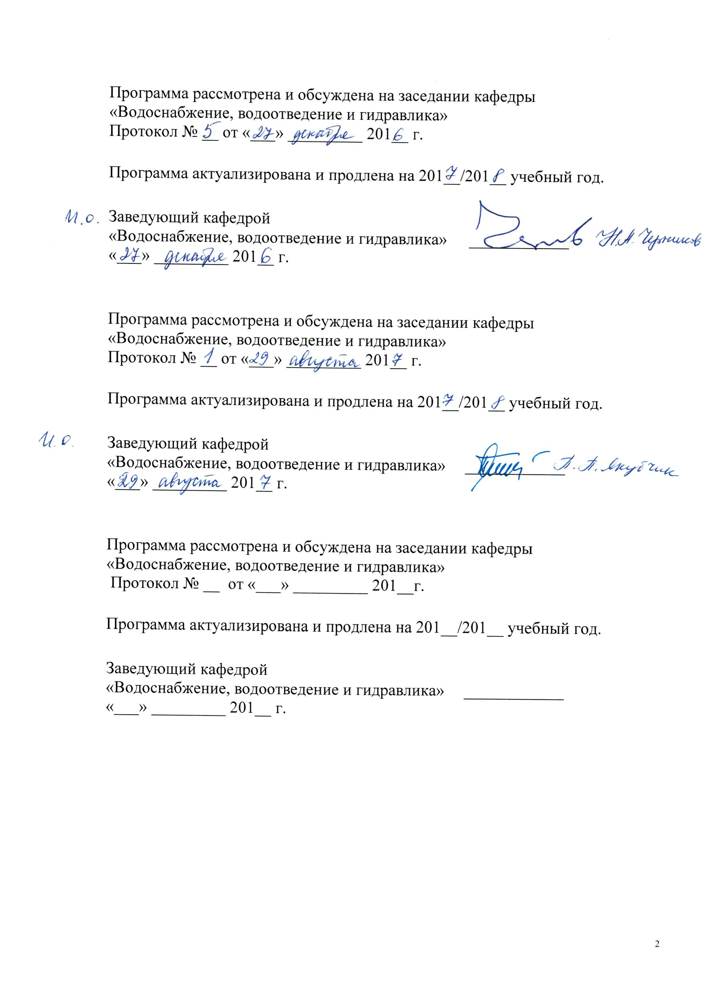 Программа рассмотрена и обсуждена на заседании кафедры
«Водоснабжение, водоотведение и гидравлика»
Протокол № 5 от «27» декабря 2016 г.
Программа актуализирована и продлена на 2017/2018 учебный год.
И.о. Заведующий кафедрой
«Водоснабжение, водоотведение и гидравлика» Н.А. Черников
«27» декабря 2016 г.
Программа рассмотрена и обсуждена на заседании кафедры
«Водоснабжение, водоотведение и гидравлика»
Протокол № 1 от «29» августа 2017 г.
Программа актуализирована и продлена на 2017/2018 учебный год.
И.о. Заведующий кафедрой
«Водоснабжение, водоотведение и гидравлика» Якубчик
«29» августа 2017 г.
Программа рассмотрена и обсуждена на заседании кафедры
«Водоснабжение, водоотведение и гидравлика»
Протокол № __ от «___» _________ 201__г.
Программа актуализирована и продлена на 201__/201__ учебный год.
Заведующий кафедрой
«Водоснабжение, водоотведение и гидравлика» ____________
«___» _________ 201__ г.
2